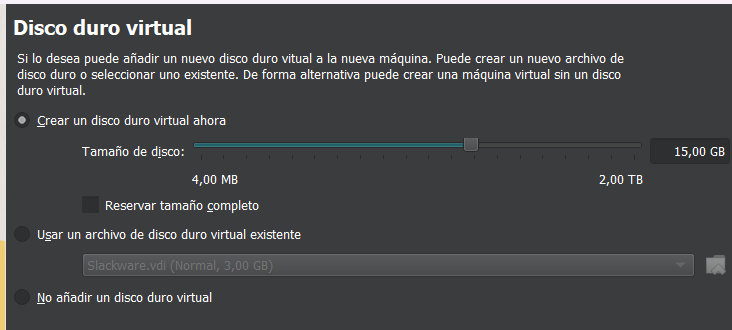 Disco duro virtual
Si lo desea puede añadir un nuevo disco duro vitual a la nueva máquina. Puede crear un nuevo archivo de
disco duro o seleccionar uno existente. De forma alternativa puede crear una máquina virtual sin un disco
duro virtual.
Crear un disco duro virtual ahora
Tamaño de disco:
15,00 GB
4,00 MB
2,00 TB
Reservar tamaño completo
Usar un archivo de disco duro virtual existente
Slackware.vdi (Normal, 3,00 GB)
No añadir un disco duro virtual